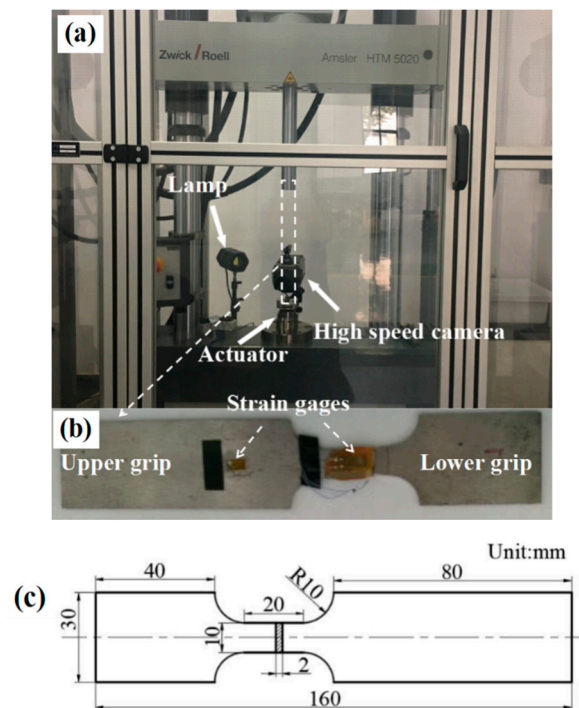 (a)
Zwick / Roell
Amsler HTM 5020
Lamp
High speed camera
Actuator
(b)
Strain gages
Upper grip
Lower grip
Unit:mm
(c)
40
R10
80
20
30
10
2
160